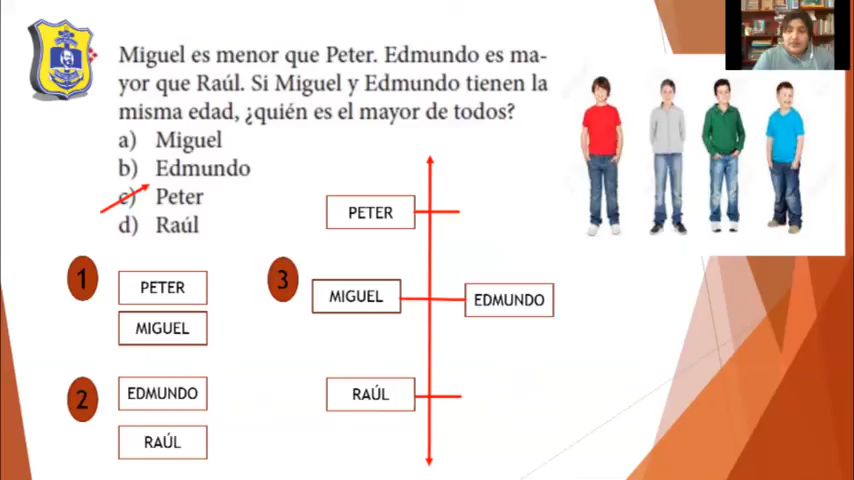 Miguel es menor que Peter. Edmundo es ma-
yor que Raúl. Si Miguel y Edmundo tienen la
misma edad, ¿quién es el mayor de todos?
a) Miguel
b) Edmundo
c) Peter
d) Raúl
1
PETER
MIGUEL
2
EDMUNDO
RAÚL
3
PETER
MIGUEL
EDMUNDO
RAÚL